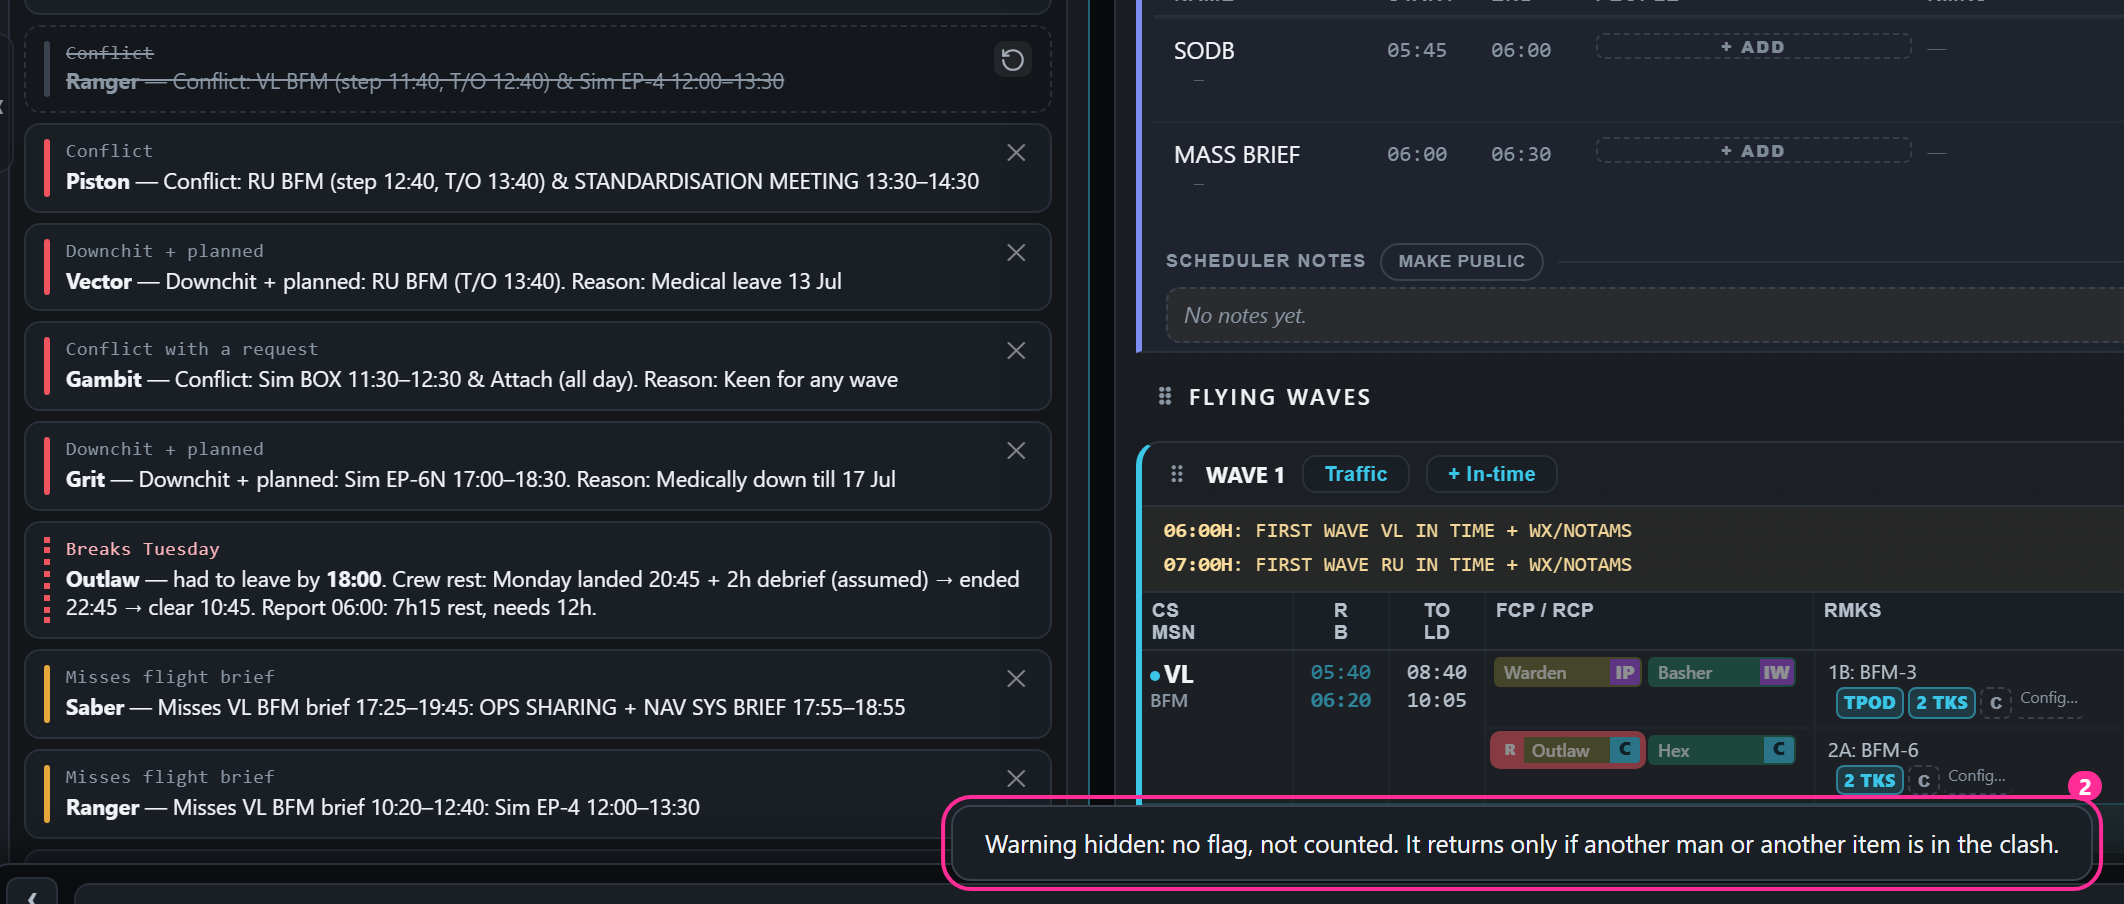 Conflict
Ranger — Conflict: VL BFM (step 11:40, T/O 12:40) & Sim EP-4 12:00–13:30
Conflict
Piston — Conflict: RU BFM (step 12:40, T/O 13:40) & STANDARDISATION MEETING 13:30–14:30
Downchit + planned
Vector — Downchit + planned: RU BFM (T/O 13:40). Reason: Medical leave 13 Jul
Conflict with a request
Gambit — Conflict: Sim BOX 11:30–12:30 & Attach (all day). Reason: Keen for any wave
Downchit + planned
Grit — Downchit + planned: Sim EP-6N 17:00–18:30. Reason: Medically down till 17 Jul
Breaks Tuesday
Outlaw — had to leave by 18:00. Crew rest: Monday landed 20:45 + 2h debrief (assumed) → ended
22:45 → clear 10:45. Report 06:00: 7h15 rest, needs 12h.
Misses flight brief
Saber — Misses VL BFM brief 17:25–19:45: OPS SHARING + NAV SYS BRIEF 17:55–18:55
Misses flight brief
Ranger — Misses VL BFM brief 10:20–12:40: Sim EP-4 12:00–13:30
SODB 05:45 06:00 + ADD —
–
MASS BRIEF 06:00 06:30 + ADD —
–
SCHEDULER NOTES MAKE PUBLIC
No notes yet.
FLYING WAVES
WAVE 1 Traffic + In-time
06:00H: FIRST WAVE VL IN TIME + WX/NOTAMS
07:00H: FIRST WAVE RU IN TIME + WX/NOTAMS
CS R TO FCP / RCP RMKS
MSN B LD
VL 05:40 08:40 Warden IP Basher IW 1B: BFM-3
BFM 06:20 10:05 TPOD 2 TKS C Config...
R Outlaw C Hex C 2A: BFM-6
2 TKS C Config...
2
Warning hidden: no flag, not counted. It returns only if another man or another item is in the clash.